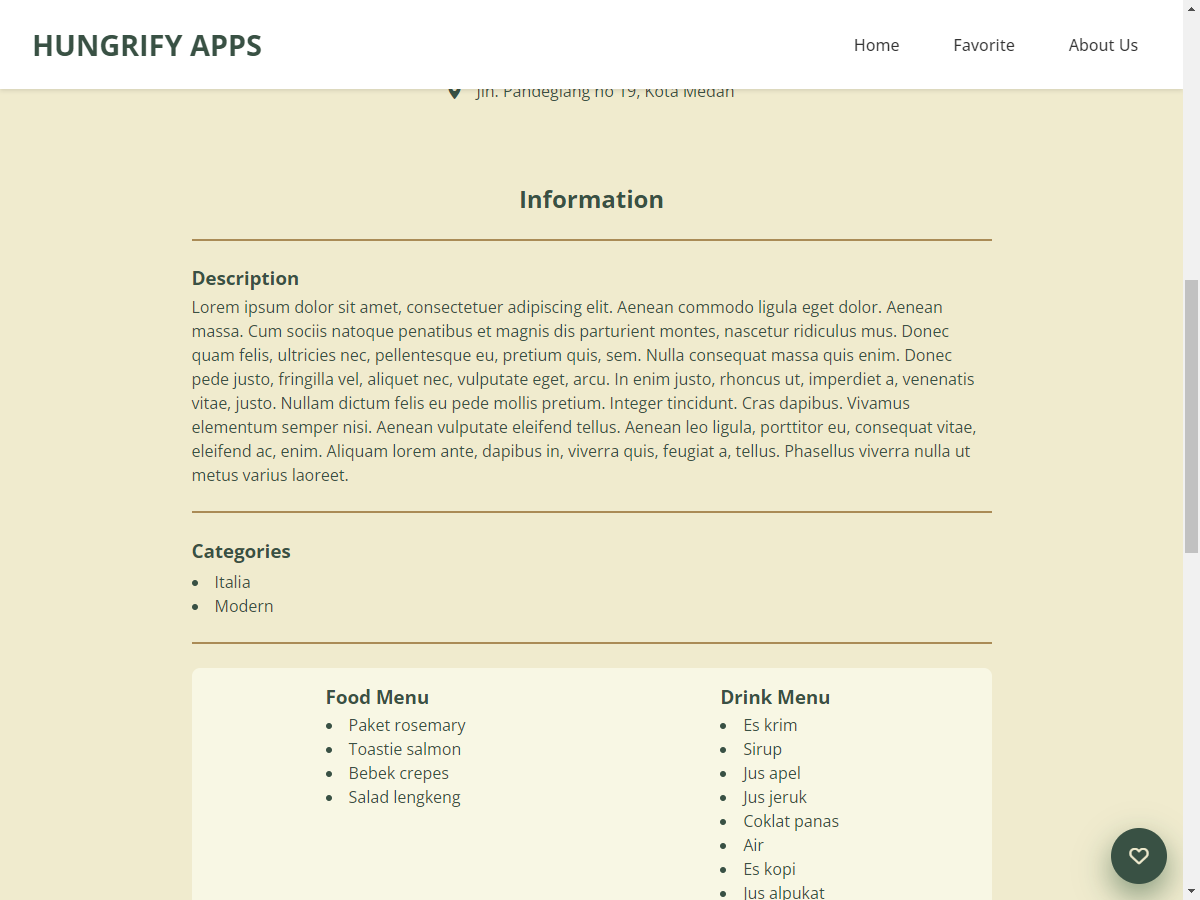 HUNGRIFY APPS
Home
Favorite
About Us
Jln. Pandeglang no 19, Kota Medan
Information
Description
Lorem ipsum dolor sit amet, consectetuer adipiscing elit. Aenean commodo ligula eget dolor. Aenean
massa. Cum sociis natoque penatibus et magnis dis parturient montes, nascetur ridiculus mus. Donec
quam felis, ultricies nec, pellentesque eu, pretium quis, sem. Nulla consequat massa quis enim. Donec
pede justo, fringilla vel, aliquet nec, vulputate eget, arcu. In enim justo, rhoncus ut, imperdiet a, venenatis
vitae, justo. Nullam dictum felis eu pede mollis pretium. Integer tincidunt. Cras dapibus. Vivamus
elementum semper nisi. Aenean vulputate eleifend tellus. Aenean leo ligula, porttitor eu, consequat vitae,
eleifend ac, enim. Aliquam lorem ante, dapibus in, viverra quis, feugiat a, tellus. Phasellus viverra nulla ut
metus varius laoreet.
Categories
Italia
Modern
Food Menu
Paket rosemary
Toastie salmon
Bebek crepes
Salad lengkeng
Drink Menu
Es krim
Sirup
Jus apel
Jus jeruk
Coklat panas
Air
Es kopi
Jus alpukat